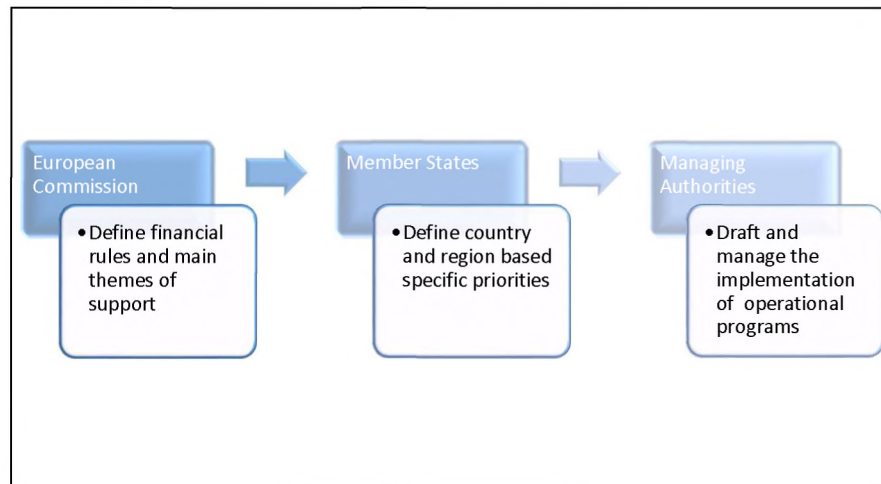 European
Commission
• Define financial
rules and main
themes of
support
Member States
• Define country
and region based
specific priorities
Managing
Authorities
• Draft and
manage the
implementation
of operational
programs